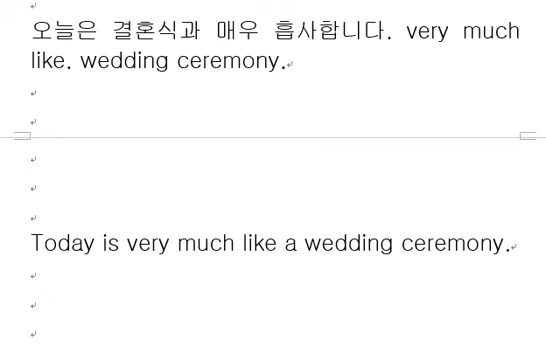 오늘은 결혼식과 매우 흡사합니다. very much
like. wedding ceremony.
Today is very much like a wedding ceremony.